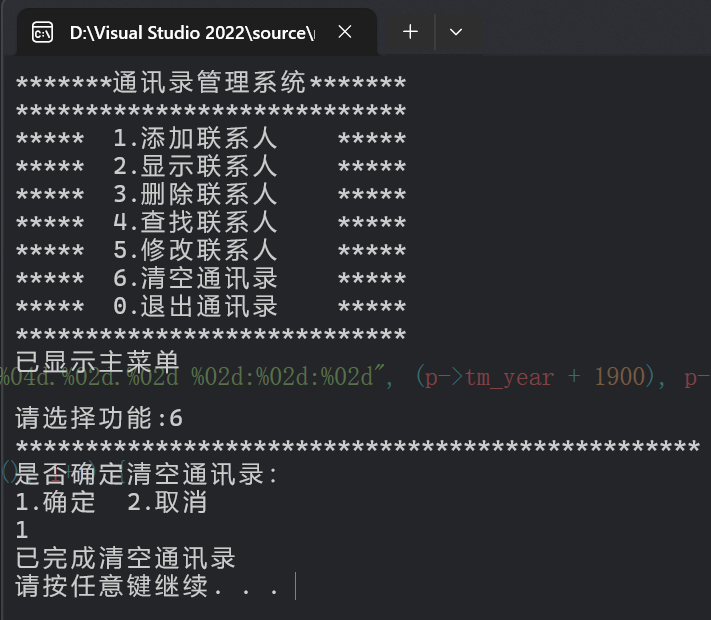 D:\Visual Studio 2022\source\
*******通讯录管理系统*******
****************************
*****  1.添加联系人    *****
*****  2.显示联系人    *****
*****  3.删除联系人    *****
*****  4.查找联系人    *****
*****  5.修改联系人    *****
*****  6.清空通讯录    *****
*****  0.退出通讯录    *****
****************************
已显示主菜单
%04d.%02d.%02d %02d:%02d:%02d", (p->tm_year + 1900), p-
请选择功能:6
*************************************************
是否确定清空通讯录:
1.确定  2.取消
1
已完成清空通讯录
请按任意键继续. . .